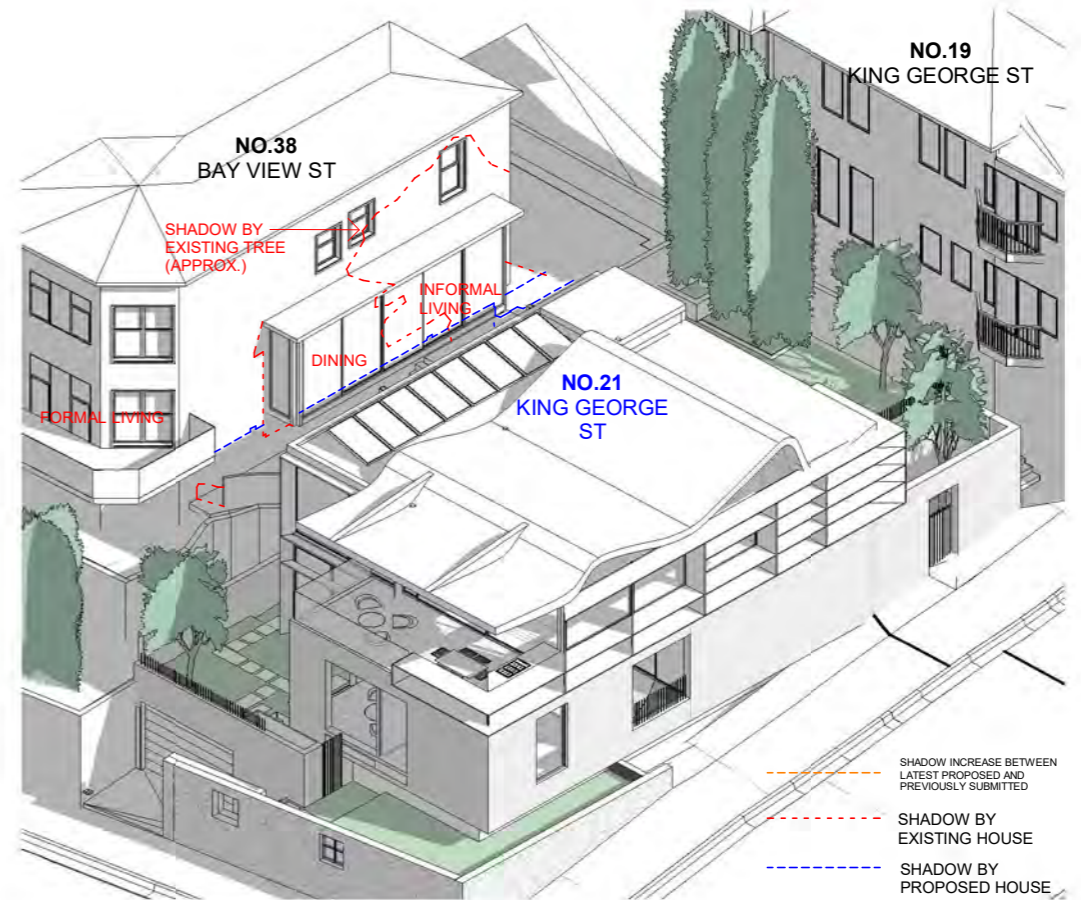 NO.19
KING GEORGE ST
NO.38
BAY VIEW ST
SHADOW BY
EXISTING TREE
(APPROX.)
INFORMAL
LIVING
DINING
NO.21
KING GEORGE
ST
FORMAL LIVING
SHADOW INCREASE BETWEEN
LATEST PROPOSED AND
PREVIOUSLY SUBMITTED
SHADOW BY
EXISTING HOUSE
SHADOW BY
PROPOSED HOUSE